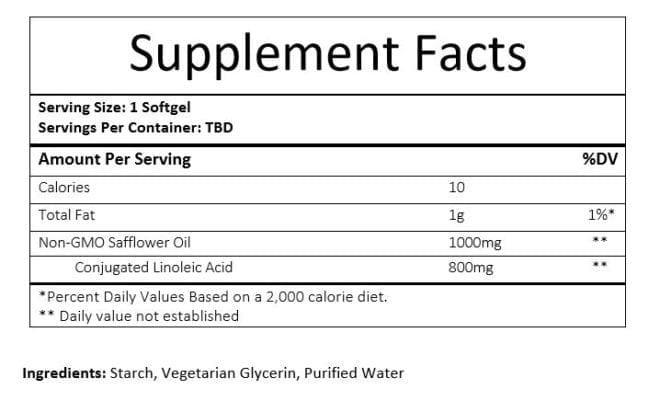 Supplement Facts
Serving Size: 1 Softgel
Servings Per Container: TBD
Amount Per Serving %DV
Calories 10
Total Fat 1g 1%*
Non-GMO Safflower Oil 1000mg **
Conjugated Linoleic Acid 800mg **
*Percent Daily Values Based on a 2,000 calorie diet.
** Daily value not established
Ingredients: Starch, Vegetarian Glycerin, Purified Water